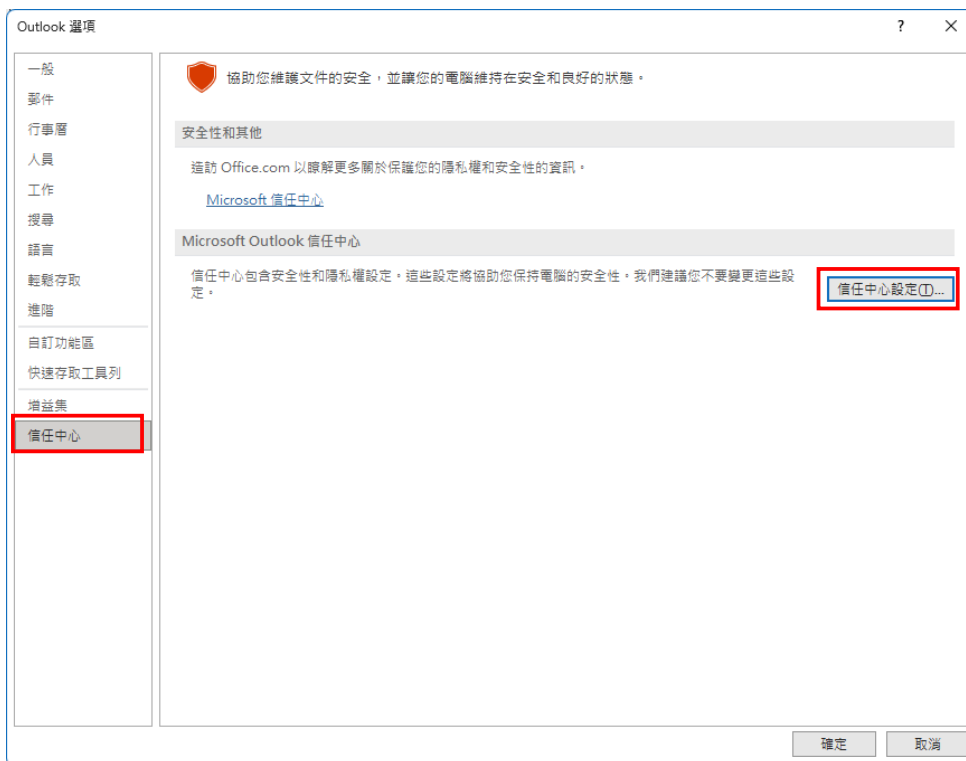 Outlook 選項
?
一般
郵件
行事曆
人員
工作
搜尋
語言
輕鬆存取
進階
自訂功能區
快速存取工具列
增益集
信任中心
協助您維護文件的安全，並讓您的電腦維持在安全和良好的狀態。
安全性和其他
造訪 Office.com 以瞭解更多關於保護您的隱私權和安全性的資訊。
Microsoft 信任中心
Microsoft Outlook 信任中心
信任中心包含安全性和隱私權設定。這些設定將協助您保持電腦的安全性。我們建議您不要變更這些設
定。
信任中心設定(T)...
確定
取消